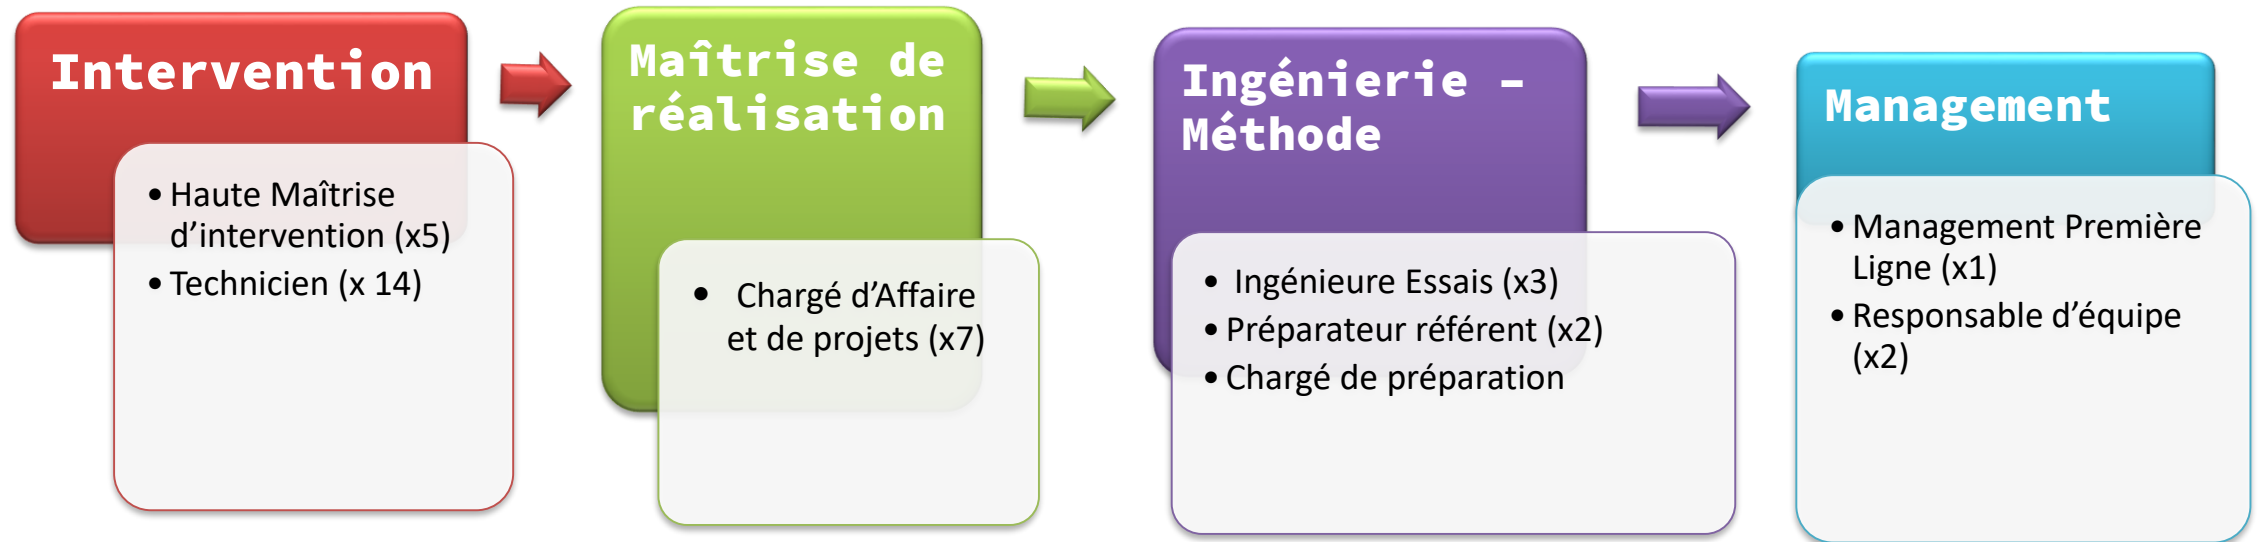 Intervention
• Haute Maîtrise
d’intervention (x5)
• Technicien (x 14)
Maîtrise de
réalisation
• Chargé d’Affaire
et de projets (x7)
Ingénierie –
Méthode
• Ingénieure Essais (x3)
• Préparateur référent (x2)
• Chargé de préparation
Management
• Management Première
Ligne (x1)
• Responsable d’équipe
(x2)